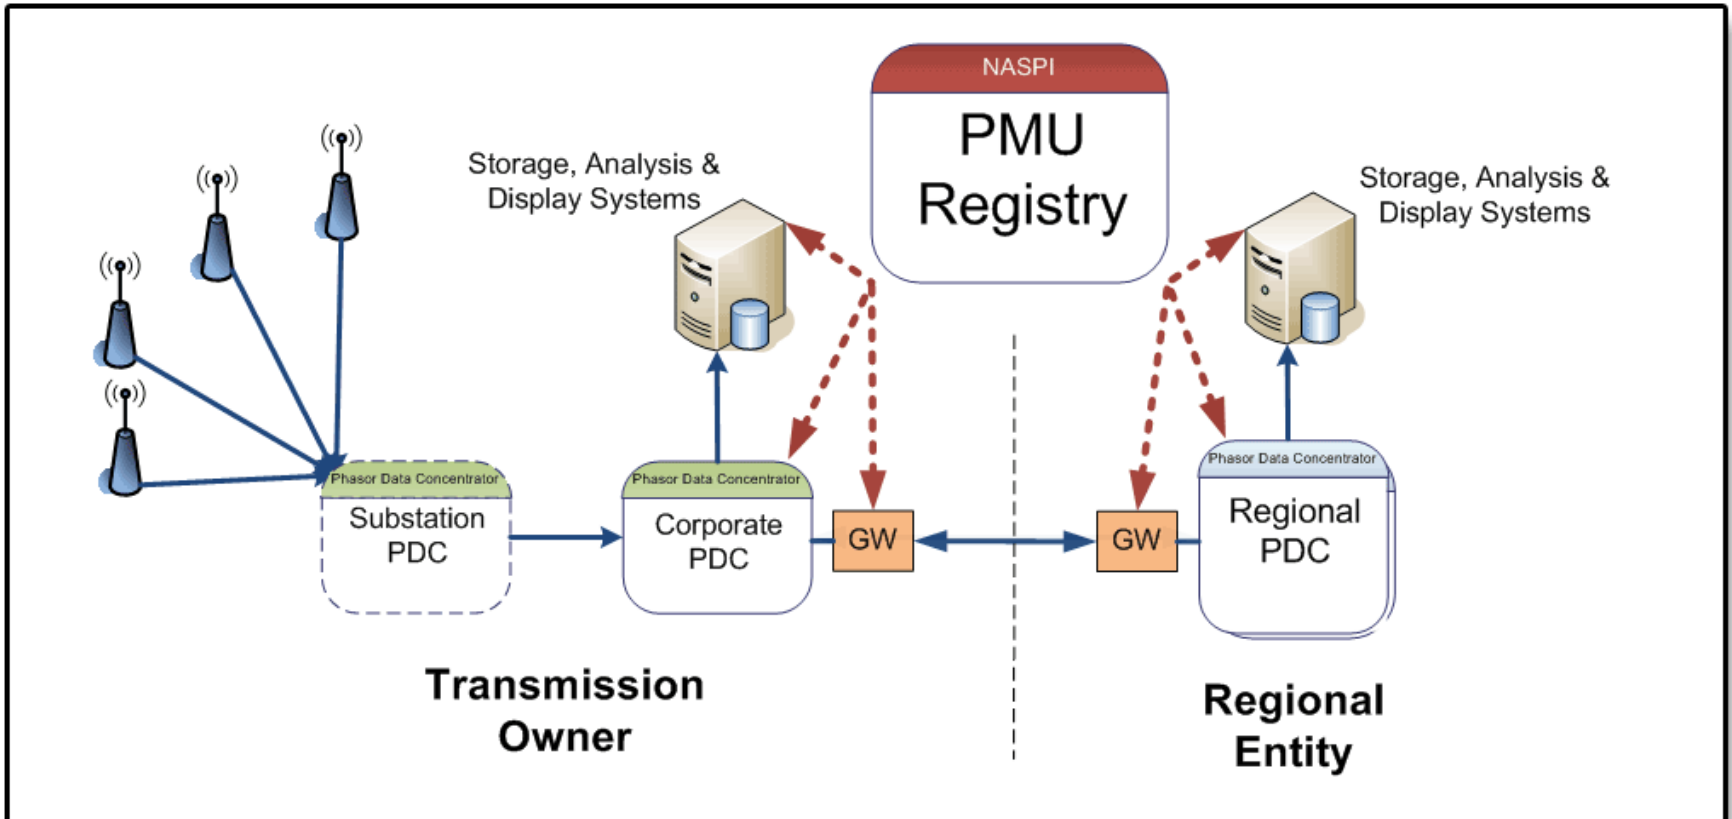 NASPI
PMU
Registry
Storage, Analysis &
Display Systems
Storage, Analysis &
Display Systems
Phasor Data Concentrator
Substation
PDC
Phasor Data Concentrator
Corporate
PDC
GW
GW
Phasor Data Concentrator
Regional
PDC
Transmission
Owner
Regional
Entity